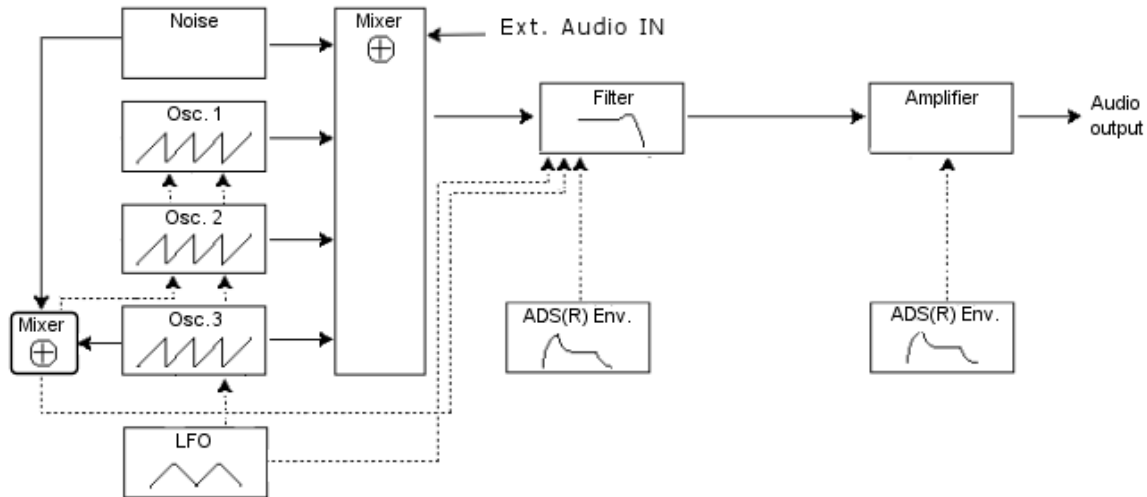 Noise
Mixer
Ext. Audio IN
Osc. 1
Filter
Amplifier
Audio
output
Osc. 2
Mixer
Osc.3
ADS(R) Env.
ADS(R) Env.
LFO